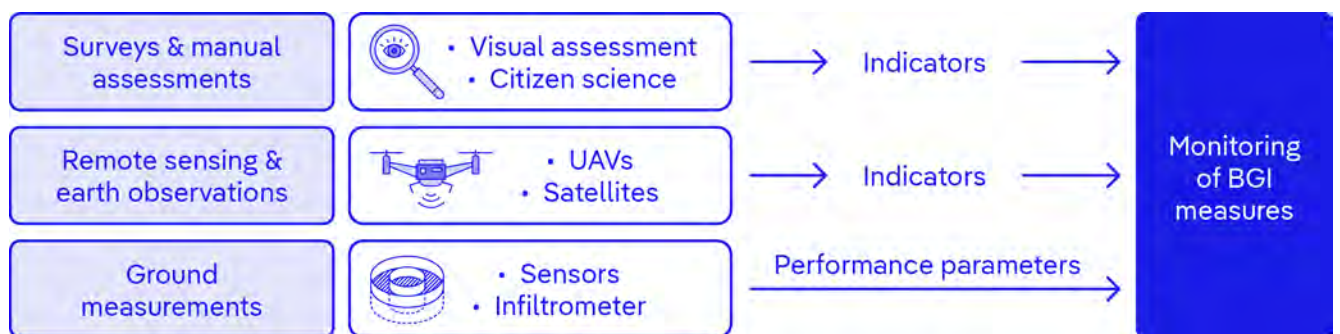 Surveys & manual
assessments
• Visual assessment
• Citizen science
Indicators
Remote sensing &
earth observations
• UAVs
• Satellites
Indicators
Ground
measurements
• Sensors
• Infiltrometer
Performance parameters
Monitoring
of BGI
measures